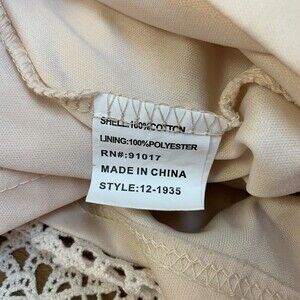 SHELL:100%COTTON
LINING:100%POLYESTER
RN#:91017
MADE IN CHINA
STYLE:12-1935